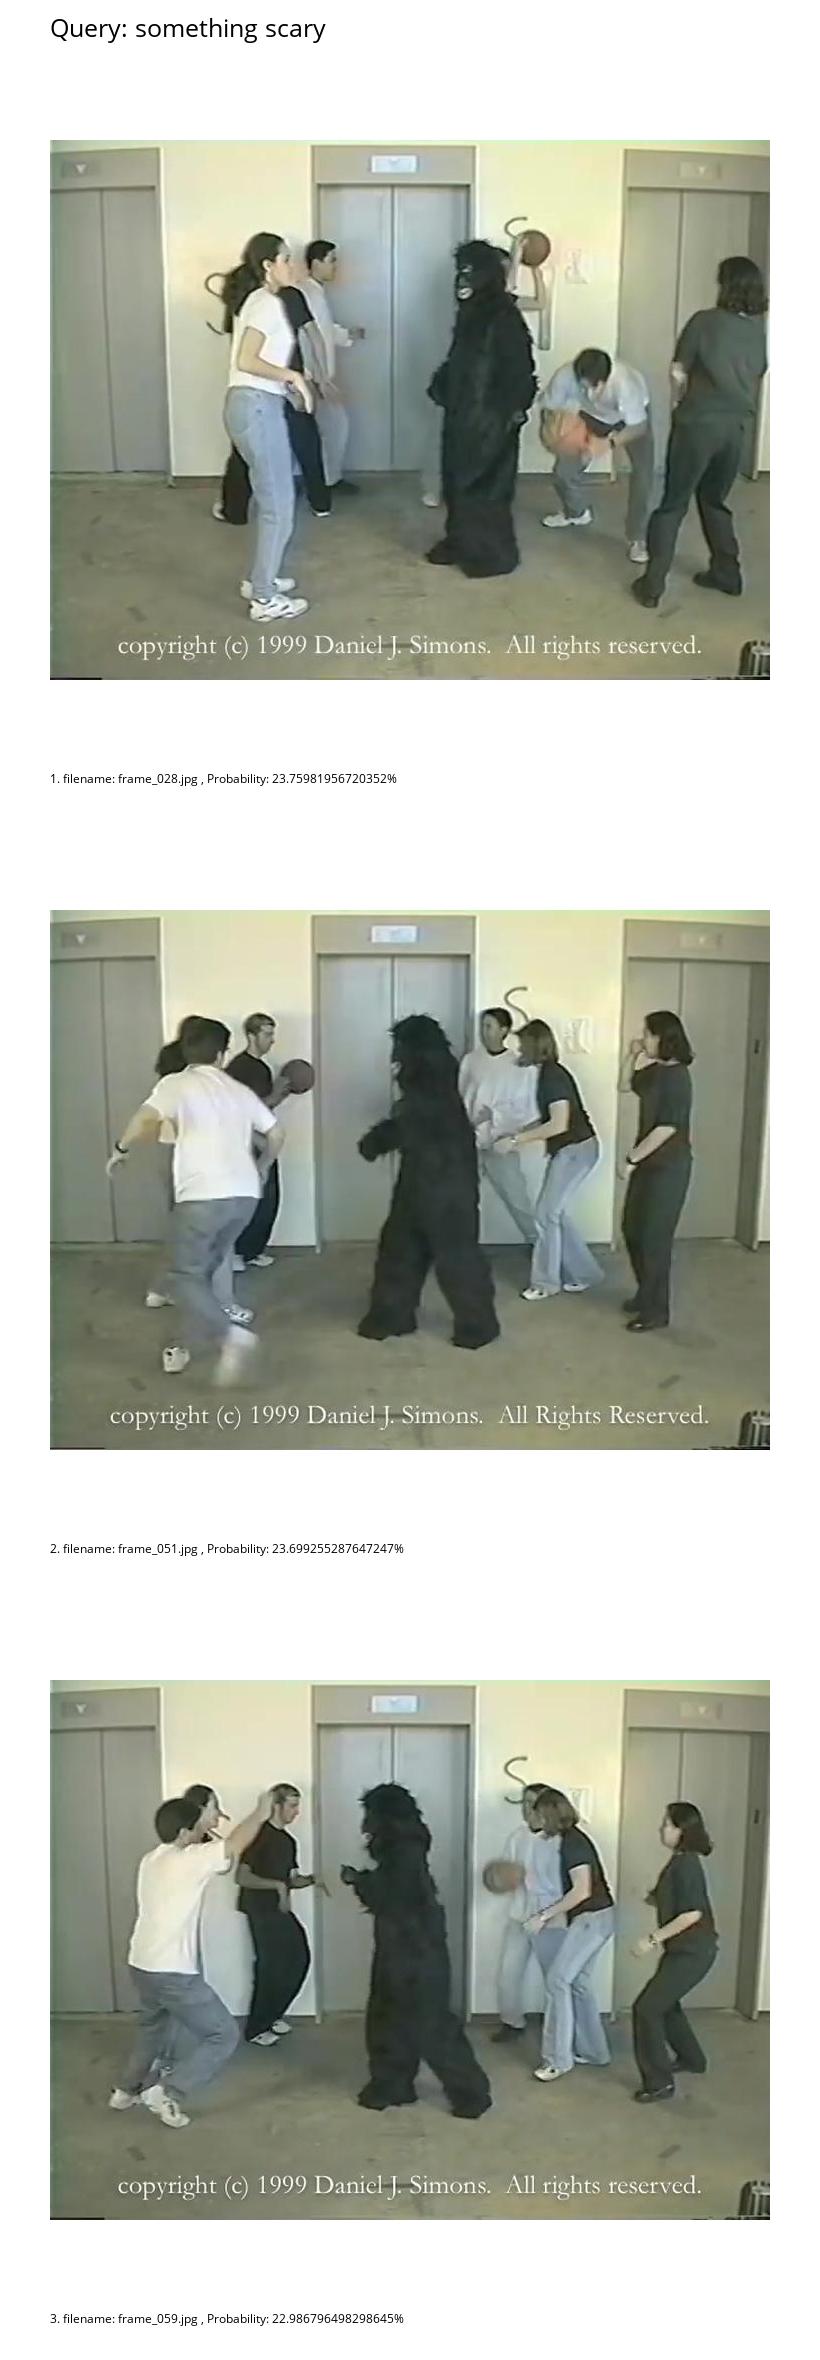 Query: something scary
S
copyright (c) 1999 Daniel J. Simons.  All rights reserved.
1. filename: frame_028.jpg , Probability: 23.75981956720352%
S
copyright (c) 1999 Daniel J. Simons.  All Rights Reserved.
2. filename: frame_051.jpg , Probability: 23.699255287647247%
S
copyright (c) 1999 Daniel J. Simons.  All rights reserved.
3. filename: frame_059.jpg , Probability: 22.986796498298645%